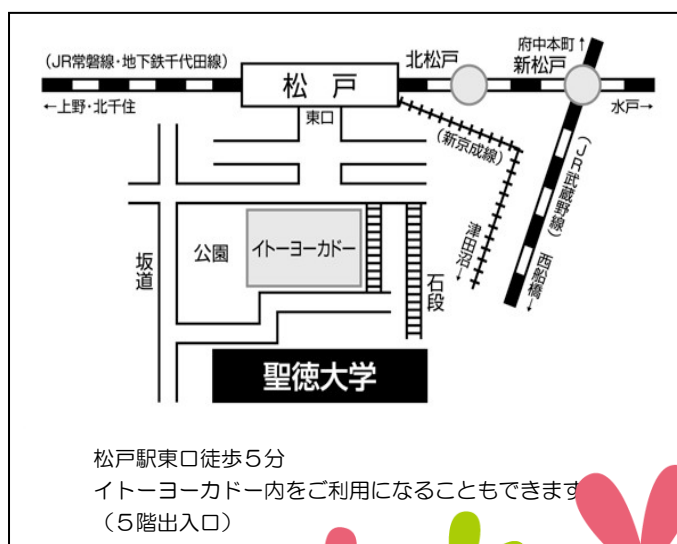 (JR常磐線・地下鉄千代田線)
←上野・北千住
松戸
東口
北松戸
新松戸
府中本町↑
水戸→
(新京成線)
津田沼→
(JR武蔵野線)
西船橋→
坂道
公園
イトーヨーカドー
石段
聖徳大学
松戸駅東口徒歩5分
イトーヨーカドー内をご利用になることもできます
(5階出入口)